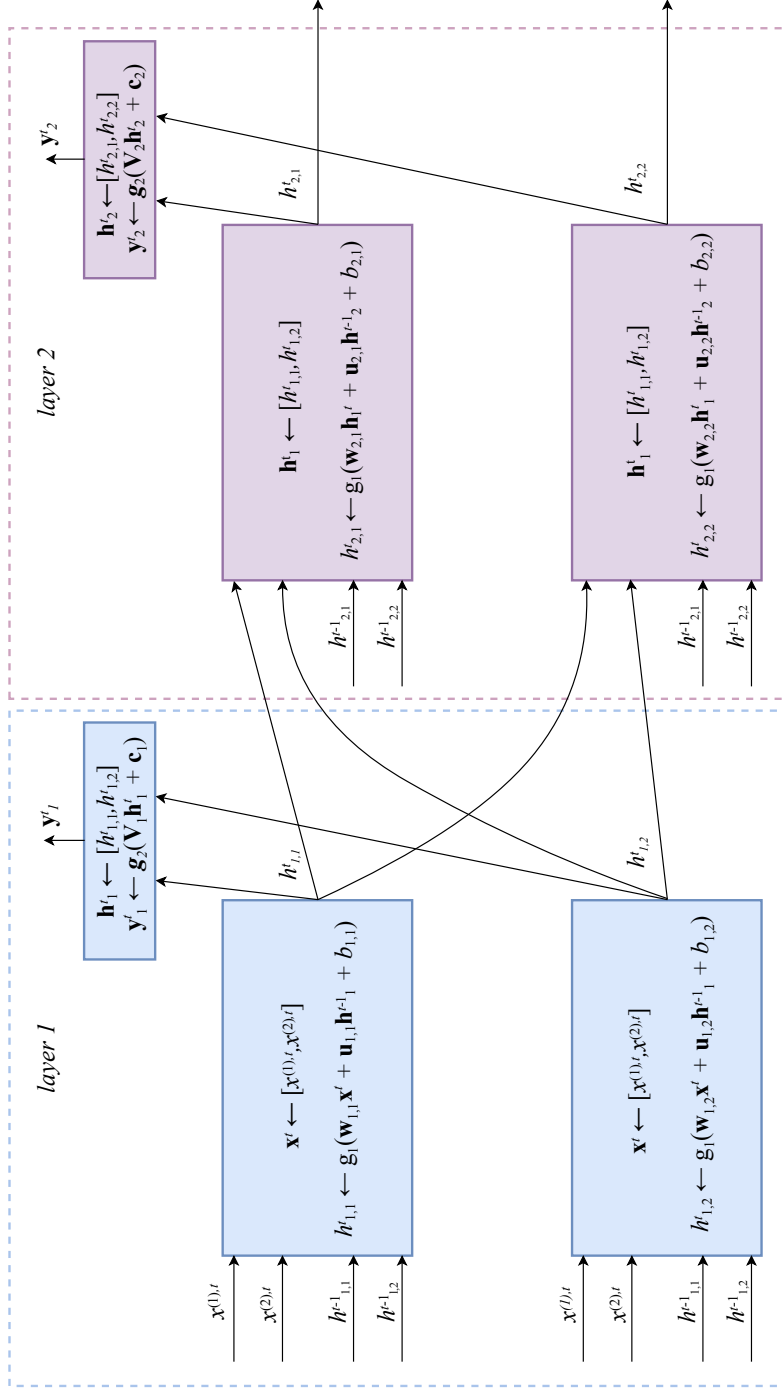 layer 1
y^t_1
h^t_1 ← [h^t_{1,1}, h^t_{1,2}]
y^t_1 ← g_2(V_1h^t_1 + c_1)
x^{(1),t}
x^{(2),t}
h^{t-1}_{1,1}
h^{t-1}_{1,2}
x^t ← [x^{(1),t}, x^{(2),t}]
h^t_{1,1} ← g_1(w_{1,1}x^t + u_{1,1}h^{t-1}_1 + b_{1,1})
h^t_{1,1}
x^{(1),t}
x^{(2),t}
h^{t-1}_{1,1}
h^{t-1}_{1,2}
x^t ← [x^{(1),t}, x^{(2),t}]
h^t_{1,2} ← g_1(w_{1,2}x^t + u_{1,2}h^{t-1}_1 + b_{1,2})
h^t_{1,2}
layer 2
y^t_2
h^t_2 ← [h^t_{2,1}, h^t_{2,2}]
y^t_2 ← g_2(V_2h^t_2 + c_2)
h^{t-1}_{2,1}
h^{t-1}_{2,2}
h^t_1 ← [h^t_{1,1}, h^t_{1,2}]
h^t_{2,1} ← g_1(w_{2,1}h_1^t + u_{2,1}h^{t-1}_2 + b_{2,1})
h^t_{2,1}
h^{t-1}_{2,1}
h^{t-1}_{2,2}
h^t_1 ← [h^t_{1,1}, h^t_{1,2}]
h^t_{2,2} ← g_1(w_{2,2}h^t_1 + u_{2,2}h^{t-1}_2 + b_{2,2})
h^t_{2,2}